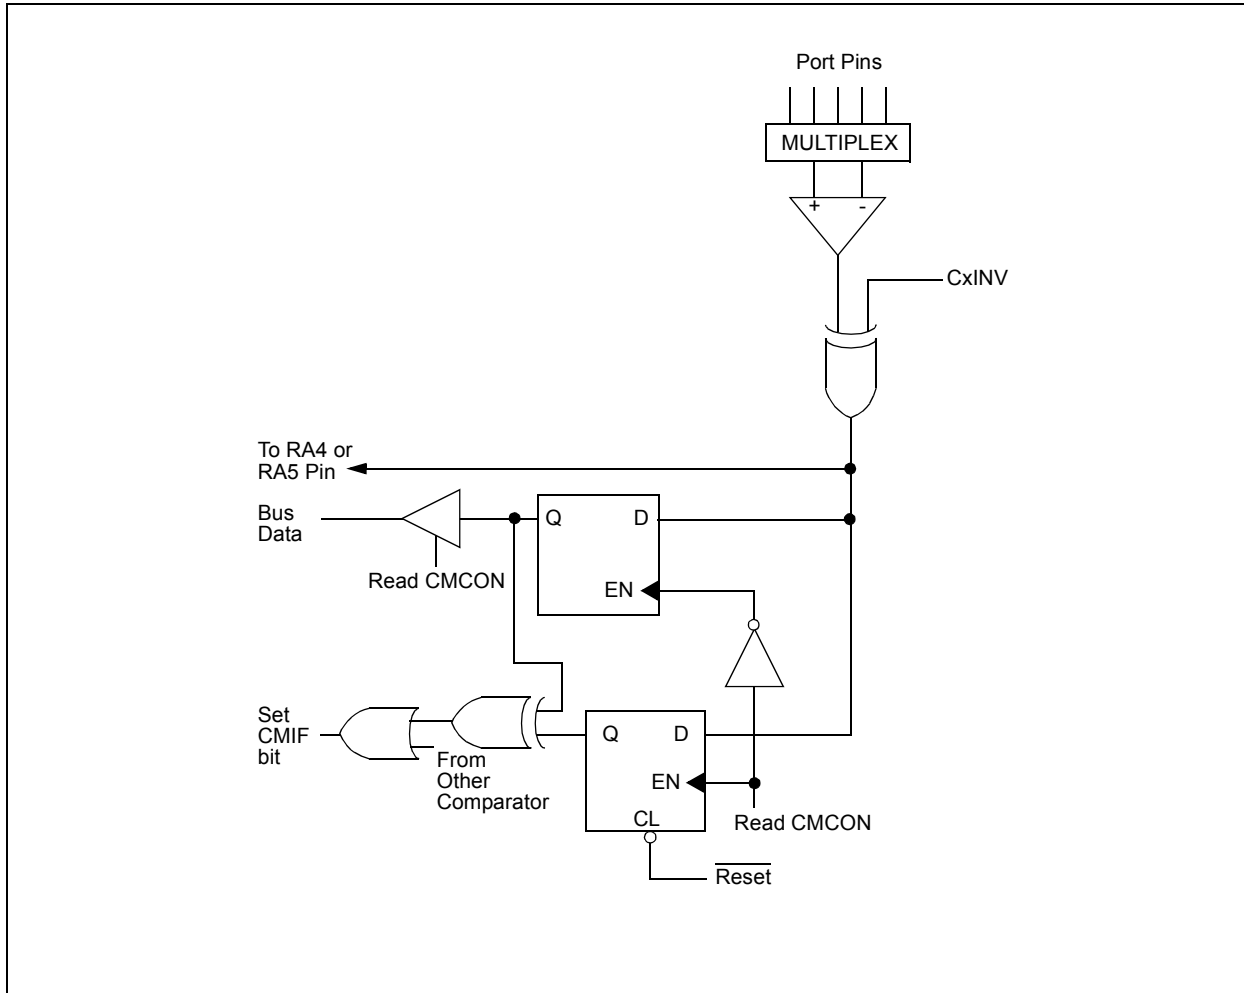 Port Pins
MULTIPLEX
+ -
CxINV
To RA4 or
RA5 Pin
Bus
Data
Q D
EN
Read CMCON
Set
CMIF
bit
From
Other
Comparator
Q D
EN
CL
Read CMCON
Reset